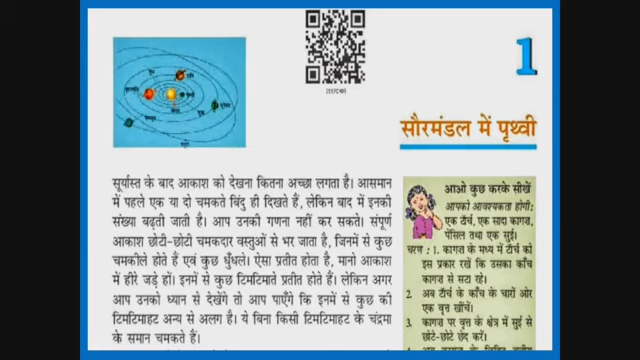 1
सौरमंडल में पृथ्वी
सूर्यास्त के बाद आकाश को देखना कितना अच्छा लगता है। आसमान
में पहले एक या दो चमकते बिंदु ही दिखते हैं, लेकिन बाद में इनकी
संख्या बढ़ती जाती है। आप उनकी गणना नहीं कर सकते। संपूर्ण
आकाश छोटी-छोटी चमकदार वस्तुओं से भर जाता है, जिनमें से कुछ
चमकीले होते हैं एवं कुछ धुँधले। ऐसा प्रतीत होता है, मानो आकाश
में हीरे जड़े हों। इनमें से कुछ टिमटिमाते प्रतीत होते हैं। लेकिन अगर
आप उनको ध्यान से देखेंगे तो आप पाएँगे कि इनमें से कुछ की
टिमटिमाहट अन्य से अलग है। ये बिना किसी टिमटिमाहट के चंद्रमा
के समान चमकते हैं।
आओ कुछ करके सीखें
आपको आवश्यकता होगी:
एक टॉर्च, एक सादा कागज़,
पेंसिल तथा एक सुई।
चरण : 1. कागज़ के मध्य में टॉर्च को
इस प्रकार रखें कि उसका काँच
कागज़ से सटा रहे।
2. अब टॉर्च के काँच के चारों ओर
एक वृत्त खींचें।
3. कागज़ पर वृत्त के क्षेत्र में सुई से
छोटे-छोटे छेद करें।